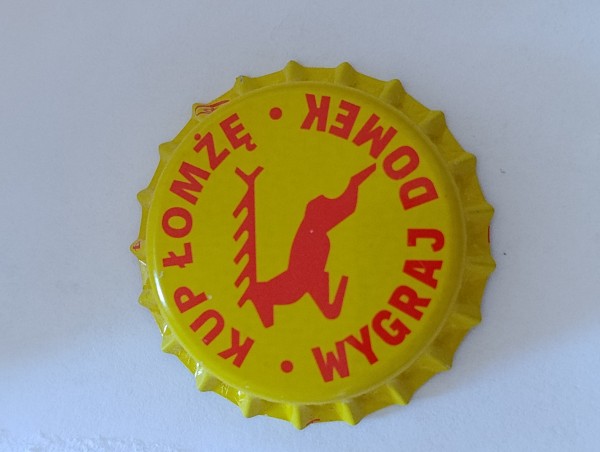 KUP ŁOMŻĘ • WYGRAJ DOMEK •